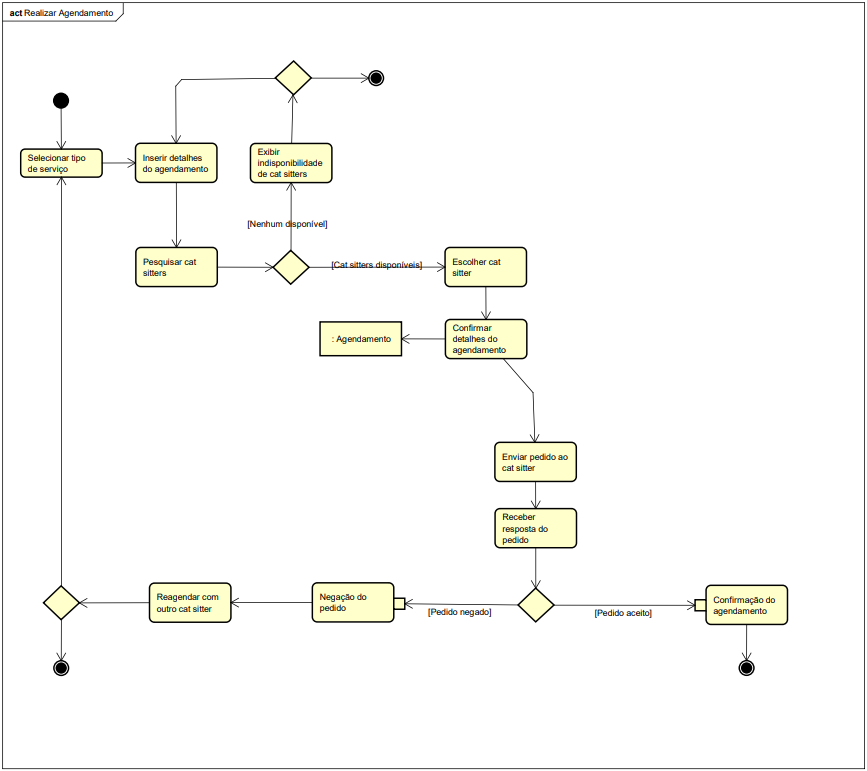 act Realizar Agendamento
Selecionar tipo
de serviço
Inserir detalhes
do agendamento
Exibir
indisponibilidade
de cat sitters
[Nenhum disponível]
Pesquisar cat
sitters
[Cat sitters disponíveis]
Escolher cat
sitter
: Agendamento
Confirmar
detalhes do
agendamento
Enviar pedido ao
cat sitter
Receber
resposta do
pedido
Reagendar com
outro cat sitter
Negação do
pedido
[Pedido negado]
[Pedido aceito]
Confirmação do
agendamento